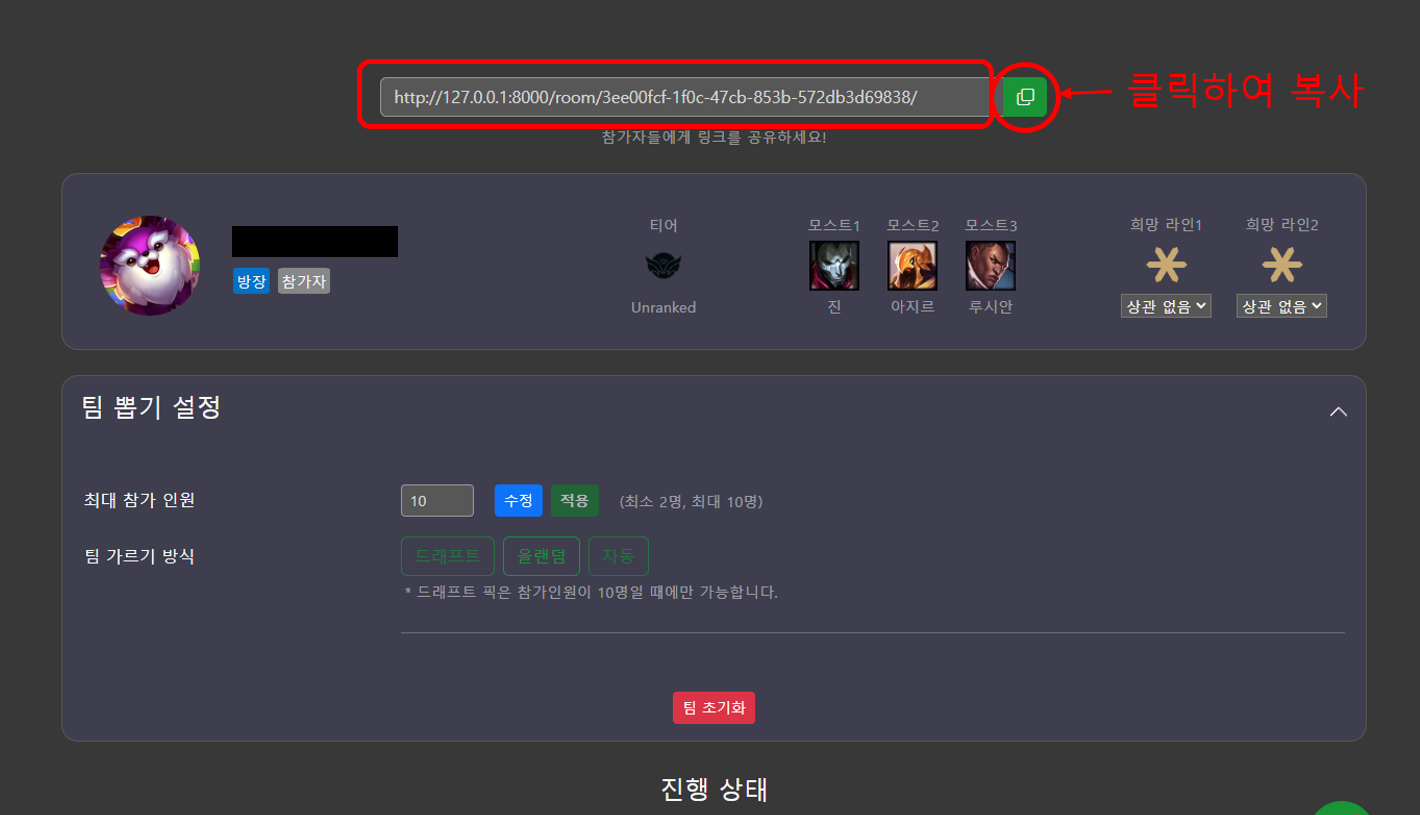 http://127.0.0.1:8000/room/3ee00fcf-1f0c-47cb-853b-572db3d69838/
클릭하여 복사
참가자들에게 링크를 공유하세요!
방장 참가자
티어
Unranked
모스트1 모스트2 모스트3
진 아지르 루시안
희망 라인1 희망 라인2
상관 없음 상관 없음
팀 뽑기 설정
최대 참가 인원 10 수정 적용 (최소 2명, 최대 10명)
팀 가르기 방식 드래프트 올랜덤 자동
* 드래프트 픽은 참가인원이 10명일 때에만 가능합니다.
팀 초기화
진행 상태